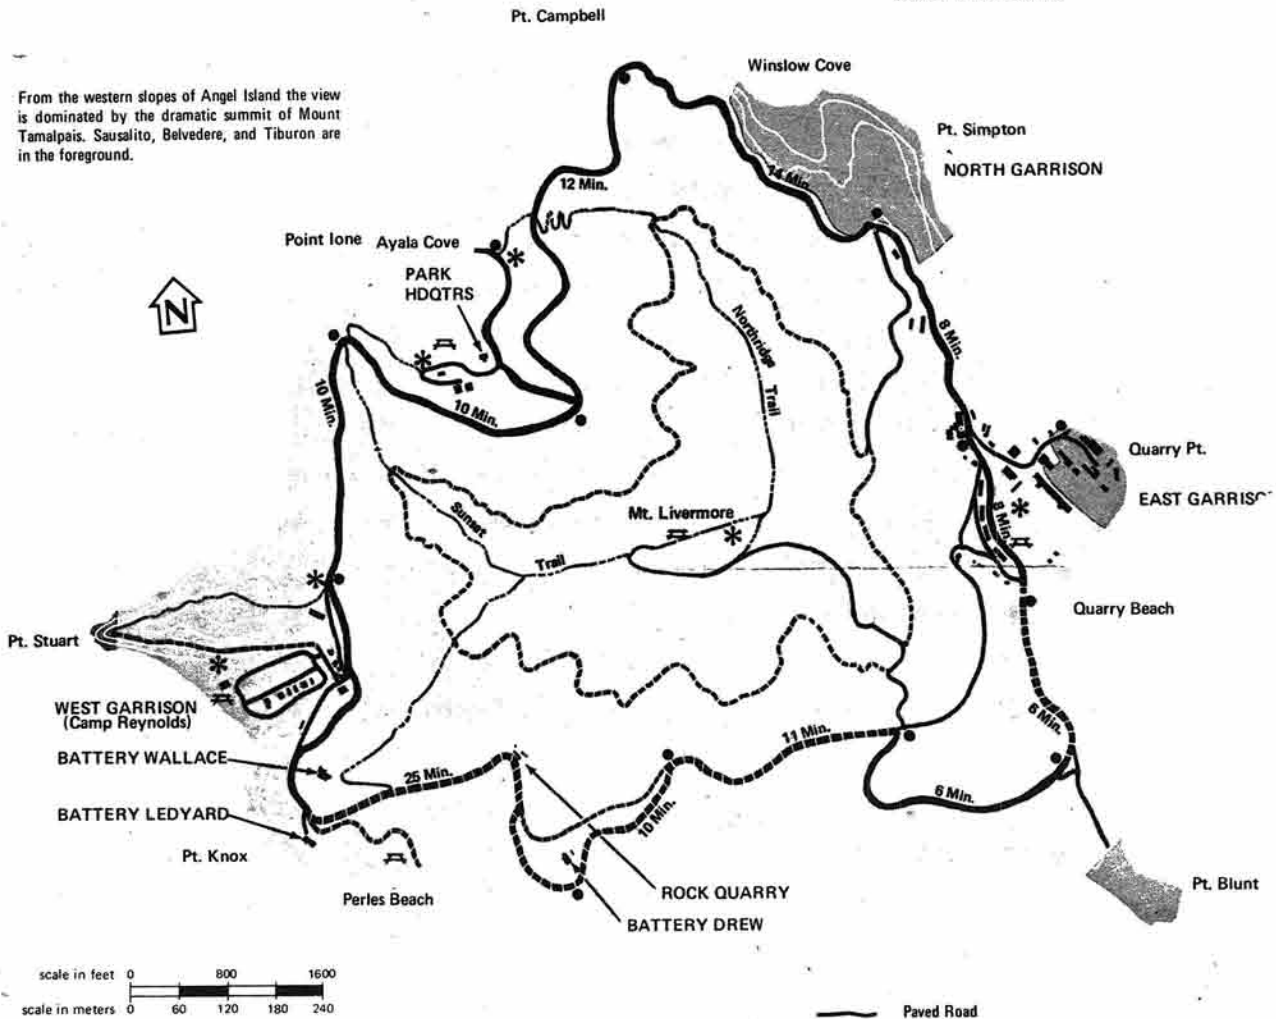 Pt. Campbell
Winslow Cove
From the western slopes of Angel Island the view
is dominated by the dramatic summit of Mount
Tamalpais. Sausalito, Belvedere, and Tiburon are
in the foreground.
Pt. Simpton
NORTH GARRISON
14 Min.
12 Min.
Point Ione
Ayala Cove
PARK
HDQTRS
N
Northridge
Trail
8 Min.
10 Min.
10 Min.
Quarry Pt.
EAST GARRISO
Sunset
Trail
Mt. Livermore
8 Min.
Quarry Beach
Pt. Stuart
WEST GARRISON
(Camp Reynolds)
6 Min.
11 Min.
BATTERY WALLACE
25 Min.
6 Min.
BATTERY LEDYARD
10 Min.
Pt. Knox
Perles Beach
ROCK QUARRY
BATTERY DREW
Pt. Blunt
scale in feet 0 800 1600
scale in meters 0 60 120 180 240
Paved Road